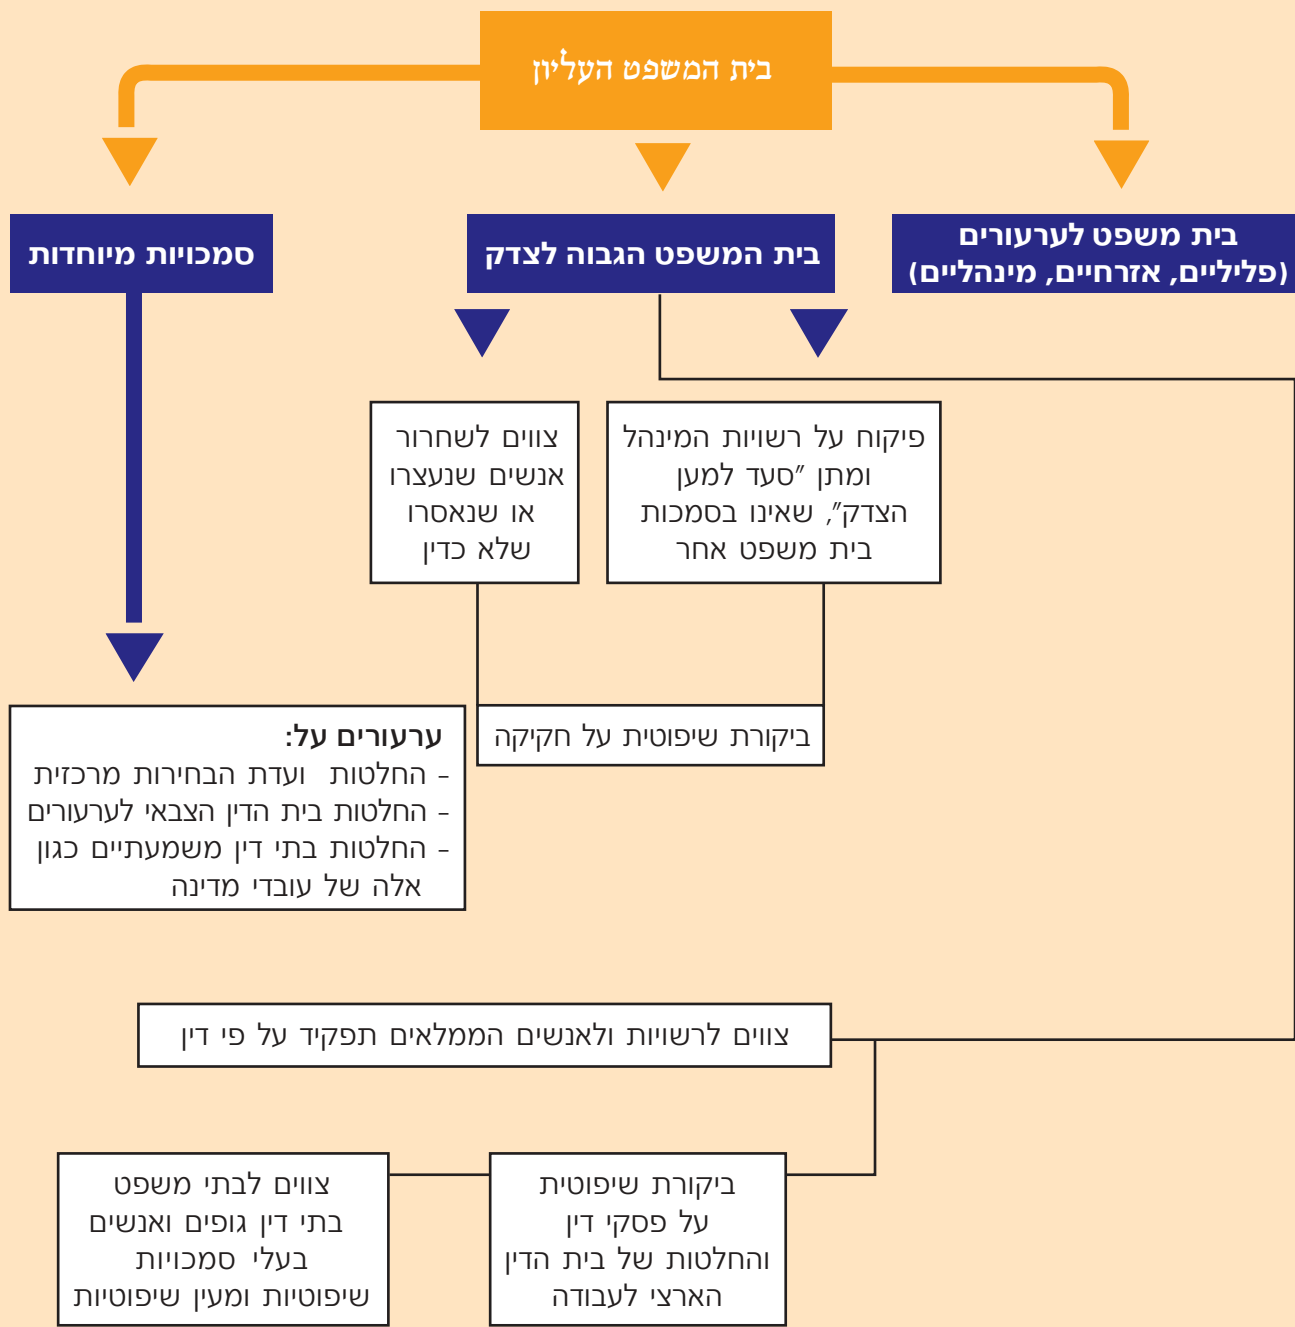 בית המשפט העליון
בית משפט לערעורים
(פליליים, אזרחיים, מינהליים)
בית המשפט הגבוה לצדק
סמכויות מיוחדות
פיקוח על רשויות המינהל
ומתן "סעד למען
הצדק", שאינו בסמכות
בית משפט אחר
צווים לשחרור
אנשים שנעצרו
או שנאסרו
שלא כדין
ביקורת שיפוטית על חקיקה
ערעורים על:
- החלטות ועדת הבחירות מרכזית
- החלטות בית הדין הצבאי לערעורים
- החלטות בתי דין משמעתיים כגון
אלה של עובדי מדינה
צווים לרשויות ולאנשים הממלאים תפקיד על פי דין
ביקורת שיפוטית
על פסקי דין
והחלטות של בית הדין
הארצי לעבודה
צווים לבתי משפט
בתי דין גופים ואנשים
בעלי סמכויות
שיפוטיות ומעין שיפוטיות